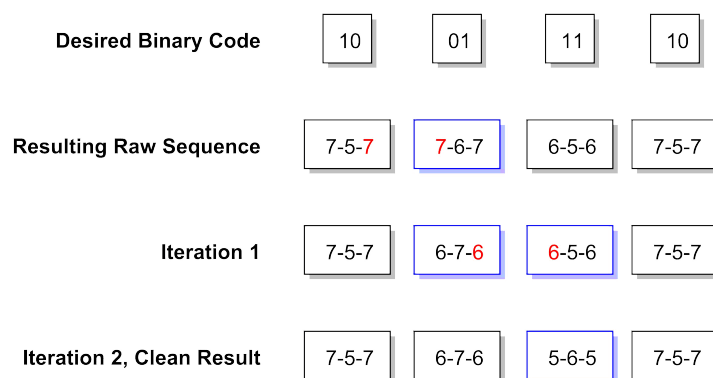 Desired Binary Code 10 01 11 10
Resulting Raw Sequence 7-5-7 7-6-7 6-5-6 7-5-7
Iteration 1 7-5-7 6-7-6 6-5-6 7-5-7
Iteration 2, Clean Result 7-5-7 6-7-6 5-6-5 7-5-7